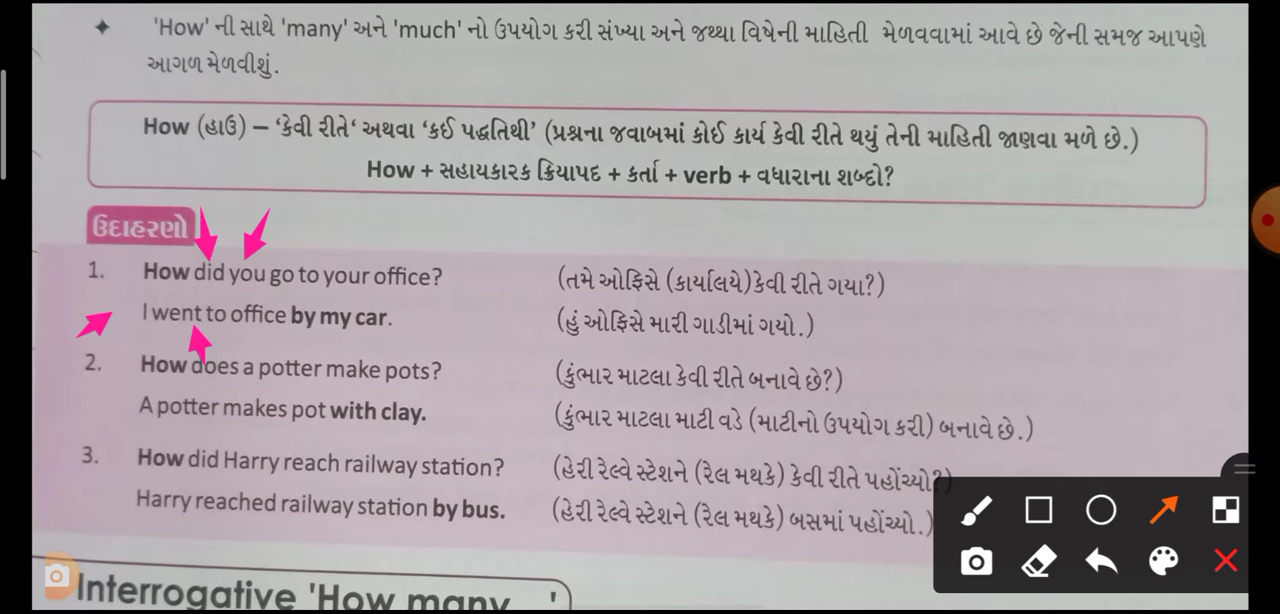 'How' ની સાથે 'many' અને 'much' નો ઉપયોગ કરી સંખ્યા અને જથ્થા વિષેની માહિતી મેળવવામાં આવે છે જેની સમજ આપણે
આગળ મેળવીશું.
How (હાઉ) – 'કેવી રીતે' અથવા 'કઈ પદ્ધતિથી' (પ્રશ્નના જવાબમાં કોઈ કાર્ય કેવી રીતે થયું તેની માહિતી જાણવા મળે છે.)
How + સહાયકારક ક્રિયાપદ + કર્તા + verb + વધારાના શબ્દો?
ઉદાહરણો
1. How did you go to your office? (તમે ઓફિસે (કાર્યાલયે)કેવી રીતે ગયા?)
I went to office by my car. (હું ઓફિસે મારી ગાડીમાં ગયો.)
2. How does a potter make pots? (કુંભાર માટલા કેવી રીતે બનાવે છે?)
A potter makes pot with clay. (કુંભાર માટલા માટી વડે (માટીનો ઉપયોગ કરી) બનાવે છે.)
3. How did Harry reach railway station? (હેરી રેલ્વે સ્ટેશને (રેલ મથકે) કેવી રીતે પહોંચ્યો?)
Harry reached railway station by bus. (હેરી રેલ્વે સ્ટેશને (રેલ મથકે) બસમાં પહોંચ્યો.)
Interrogative 'How many ... '